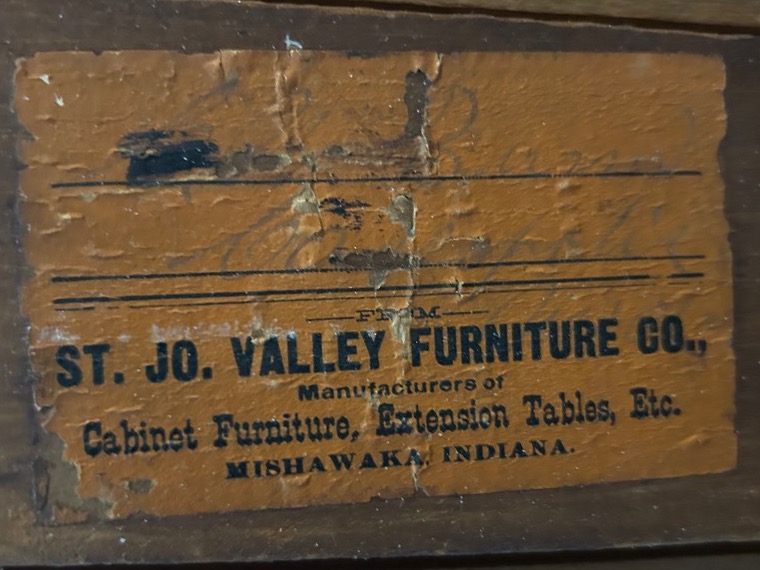 FROM
ST. JO. VALLEY FURNITURE CO.,
Manufacturers of
Cabinet Furniture, Extension Tables, Etc.
MISHAWAKA, INDIANA.